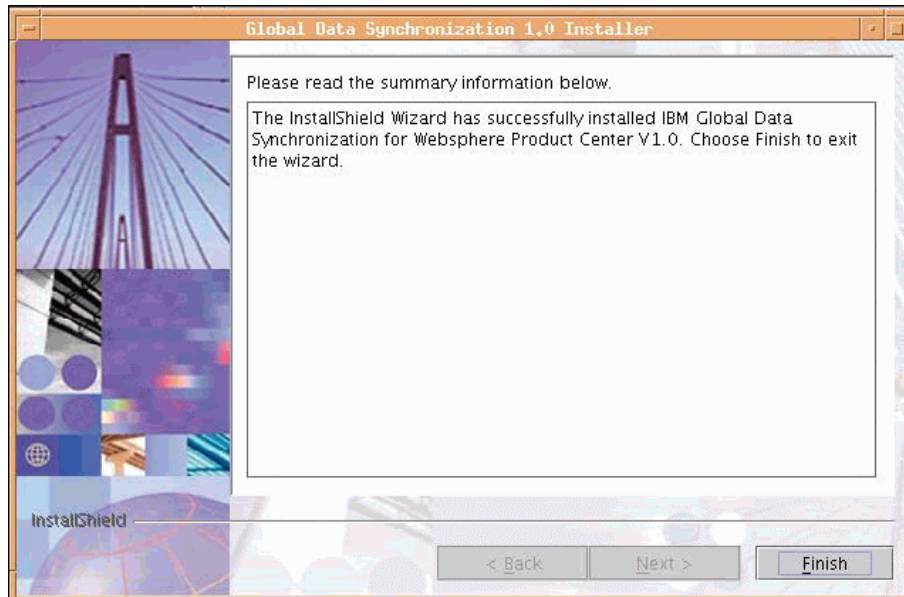 Global Data Synchronization 1.0 Installer
Please read the summary information below.
The InstallShield Wizard has successfully installed IBM Global Data
Synchronization for Websphere Product Center V1.0. Choose Finish to exit
the wizard.
InstallShield
< Back
Next >
Finish